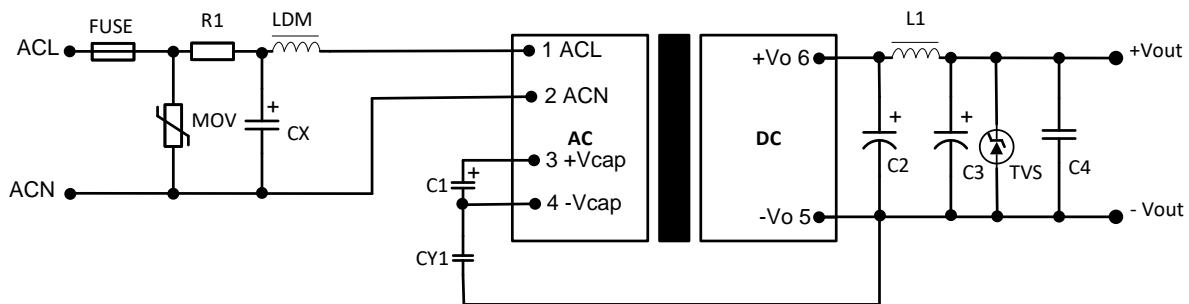 FUSE R1 LDM L1
ACL 1 ACL +Vo 6 +Vout
2 ACN
MOV + CX AC DC + C2 + C3 TVS C4
3 +Vcap
C1 +
ACN 4 -Vcap -Vo 5 - Vout
CY1